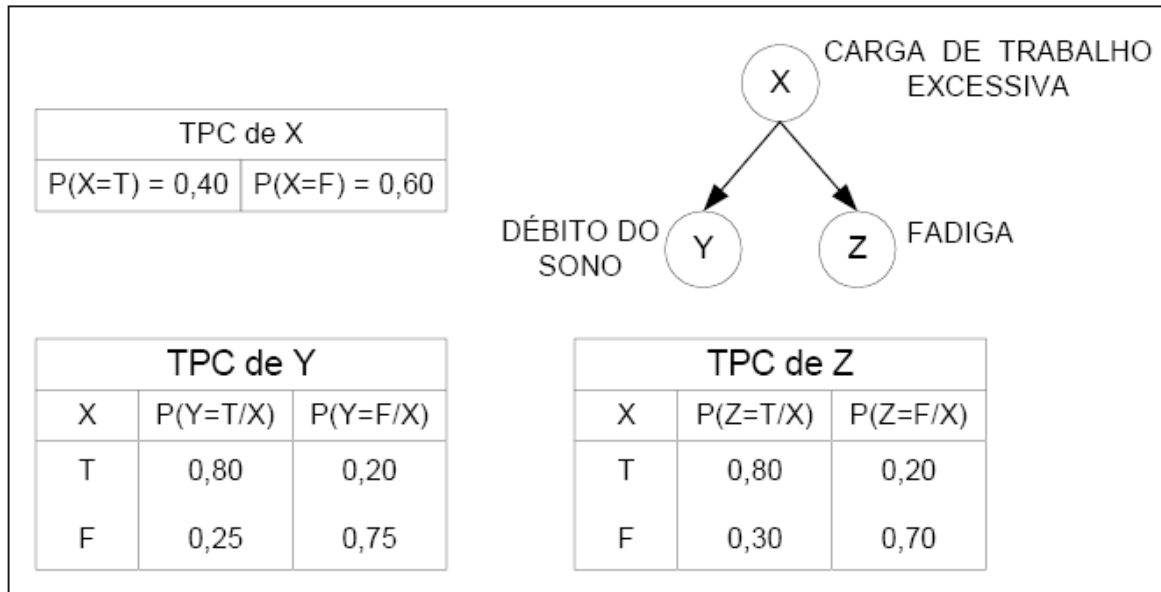 CARGA DE TRABALHO
EXCESSIVA
X
TPC de X
P(X=T) = 0,40 P(X=F) = 0,60
DÉBITO DO
SONO
Y
Z
FADIGA
TPC de Y
X P(Y=T/X) P(Y=F/X)
T 0,80 0,20
F 0,25 0,75
TPC de Z
X P(Z=T/X) P(Z=F/X)
T 0,80 0,20
F 0,30 0,70